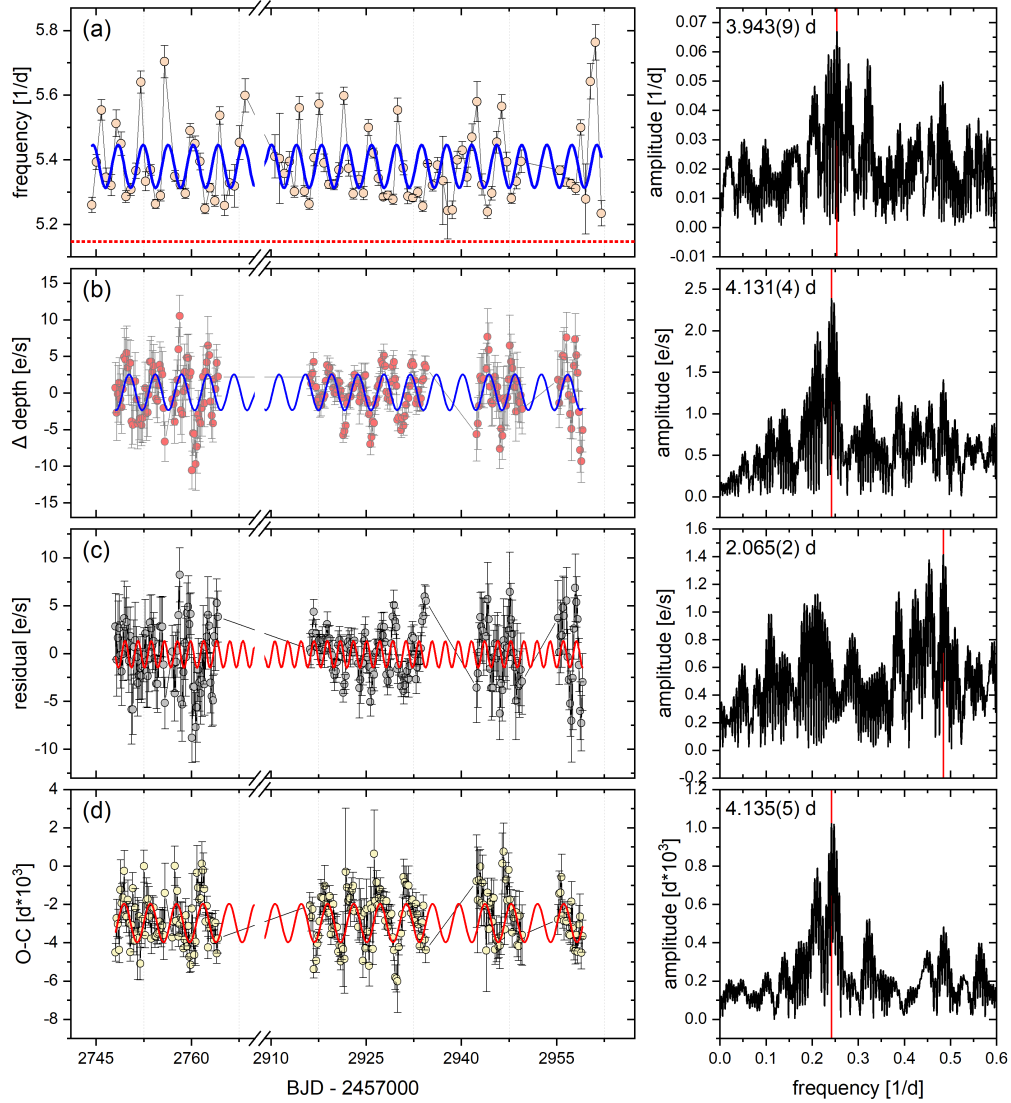 (a)
frequency [1/d]
5.8
5.6
5.4
5.2
3.943(9) d
amplitude [1/d]
0.07
0.06
0.05
0.04
0.03
0.02
0.01
0.00
-0.01
(b)
Δ depth [e/s]
15
10
5
0
-5
-10
-15
4.131(4) d
amplitude [e/s]
2.5
2.0
1.5
1.0
0.5
0.0
(c)
residual [e/s]
10
5
0
-5
-10
2.065(2) d
amplitude [e/s]
1.6
1.4
1.2
1.0
0.8
0.6
0.4
0.2
0.0
-0.2
(d)
O-C [d*10³]
4
2
0
-2
-4
-6
-8
2745 2760 2910 2925 2940 2955
BJD - 2457000
4.135(5) d
amplitude [d*10³]
1.2
1.0
0.8
0.6
0.4
0.2
0.0
0.0 0.1 0.2 0.3 0.4 0.5 0.6
frequency [1/d]